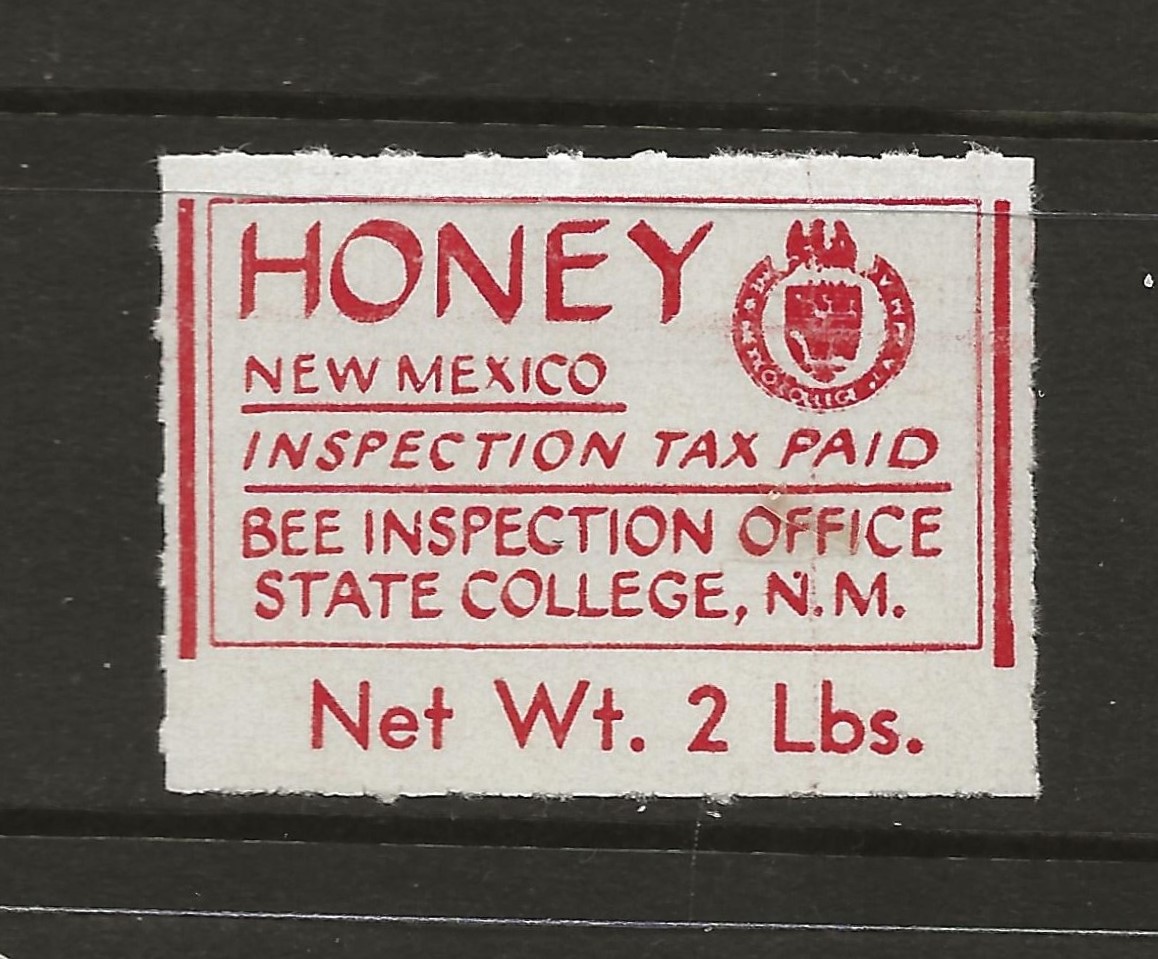 HONEY
NEW MEXICO
INSPECTION TAX PAID
BEE INSPECTION OFFICE
STATE COLLEGE, N.M.
Net Wt. 2 Lbs.